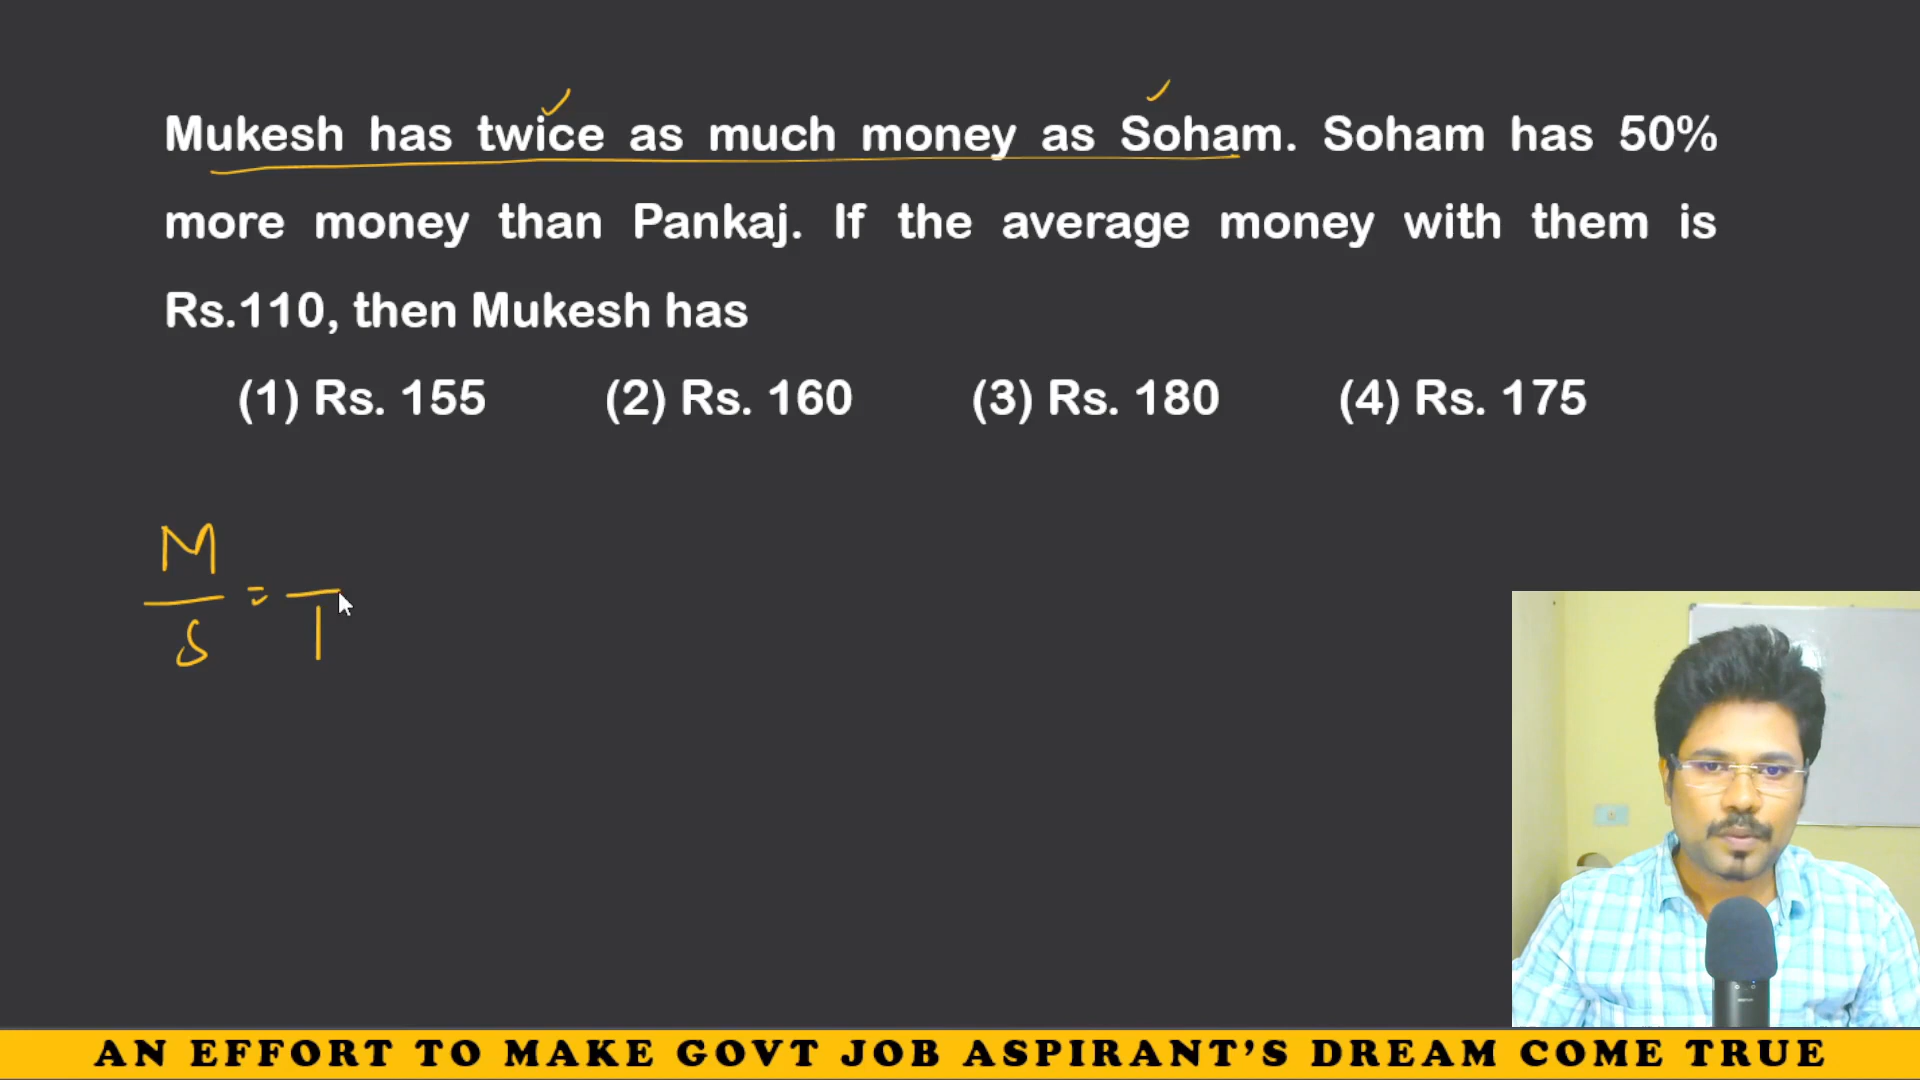 Mukesh has twice as much money as Soham. Soham has 50%
more money than Pankaj. If the average money with them is
Rs.110, then Mukesh has
(1) Rs. 155 (2) Rs. 160 (3) Rs. 180 (4) Rs. 175
M
= 
S 1
AN EFFORT TO MAKE GOVT JOB ASPIRANT'S DREAM COME TRUE